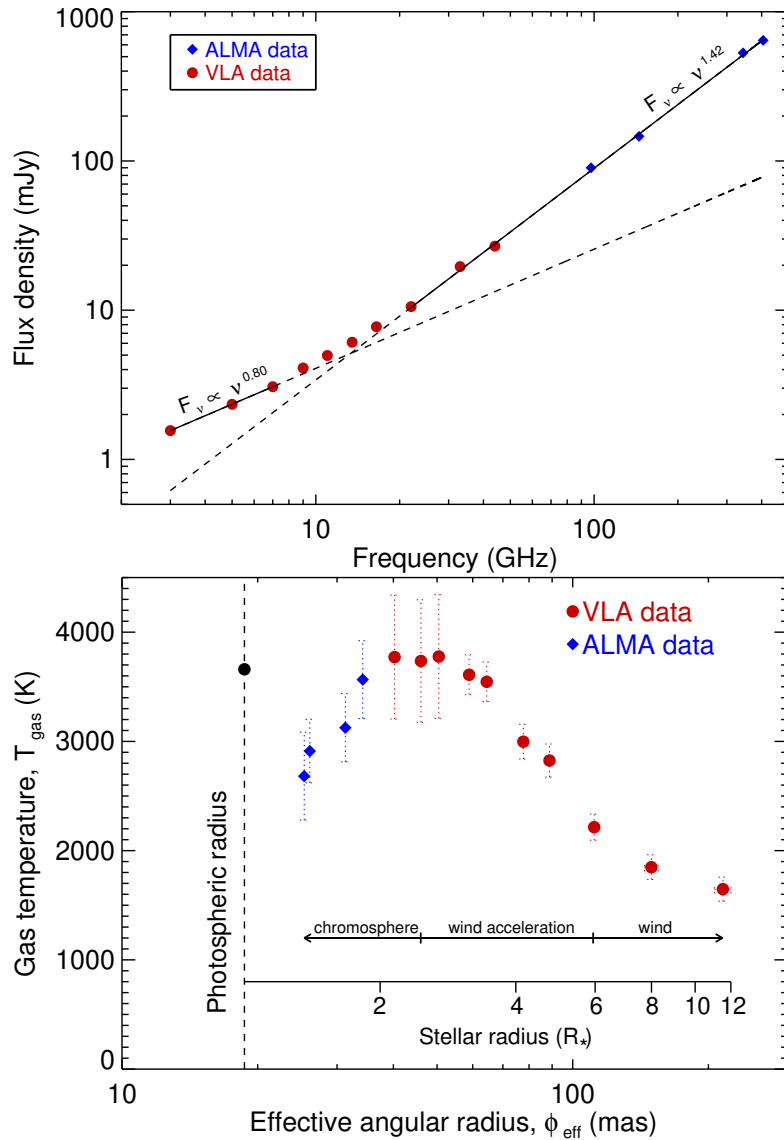 1000
100
10
1
Flux density (mJy)
ALMA data
VLA data
F_ν ∝ ν^1.42
F_ν ∝ ν^0.80
10 100
Frequency (GHz)
4000
3000
2000
1000
0
Gas temperature, T_gas (K)
VLA data
ALMA data
Photospheric radius
chromosphere wind acceleration wind
2 4 6 8 10 12
Stellar radius (R_*)
10 100
Effective angular radius, ϕ_eff (mas)